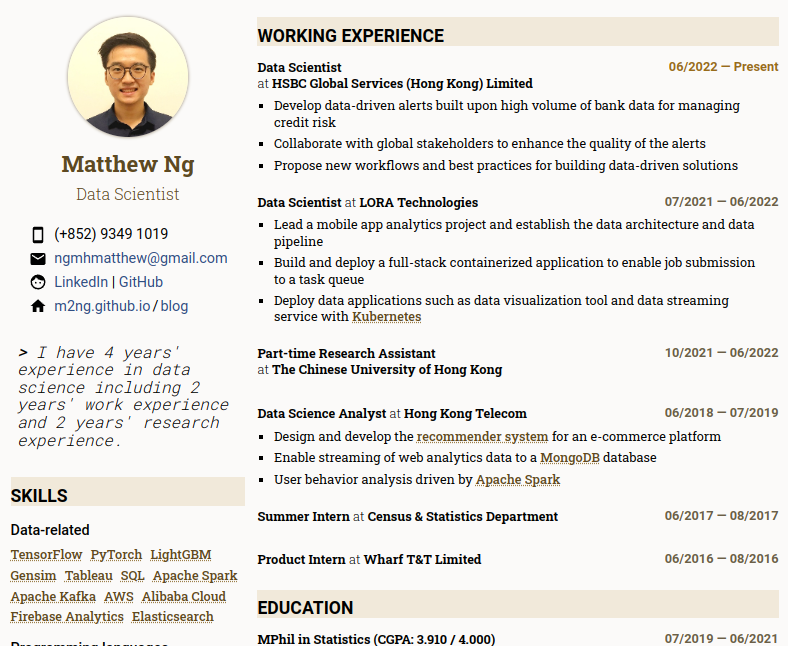 Matthew Ng
Data Scientist
(+852) 9349 1019
ngmhmatthew@gmail.com
LinkedIn | GitHub
m2ng.github.io / blog
> I have 4 years'
experience in data
science including 2
years' work experience
and 2 years' research
experience.
SKILLS
Data-related
TensorFlow PyTorch LightGBM
Gensim Tableau SQL Apache Spark
Apache Kafka AWS Alibaba Cloud
Firebase Analytics Elasticsearch
Programming languages
WORKING EXPERIENCE
Data Scientist 06/2022 — Present
at HSBC Global Services (Hong Kong) Limited
▪ Develop data-driven alerts built upon high volume of bank data for managing
credit risk
▪ Collaborate with global stakeholders to enhance the quality of the alerts
▪ Propose new workflows and best practices for building data-driven solutions
Data Scientist at LORA Technologies 07/2021 — 06/2022
▪ Lead a mobile app analytics project and establish the data architecture and data
pipeline
▪ Build and deploy a full-stack containerized application to enable job submission
to a task queue
▪ Deploy data applications such as data visualization tool and data streaming
service with Kubernetes
Part-time Research Assistant 10/2021 — 06/2022
at The Chinese University of Hong Kong
Data Science Analyst at Hong Kong Telecom 06/2018 — 07/2019
▪ Design and develop the recommender system for an e-commerce platform
▪ Enable streaming of web analytics data to a MongoDB database
▪ User behavior analysis driven by Apache Spark
Summer Intern at Census & Statistics Department 06/2017 — 08/2017
Product Intern at Wharf T&T Limited 06/2016 — 08/2016
EDUCATION
MPhil in Statistics (CGPA: 3.910 / 4.000) 07/2019 — 06/2021